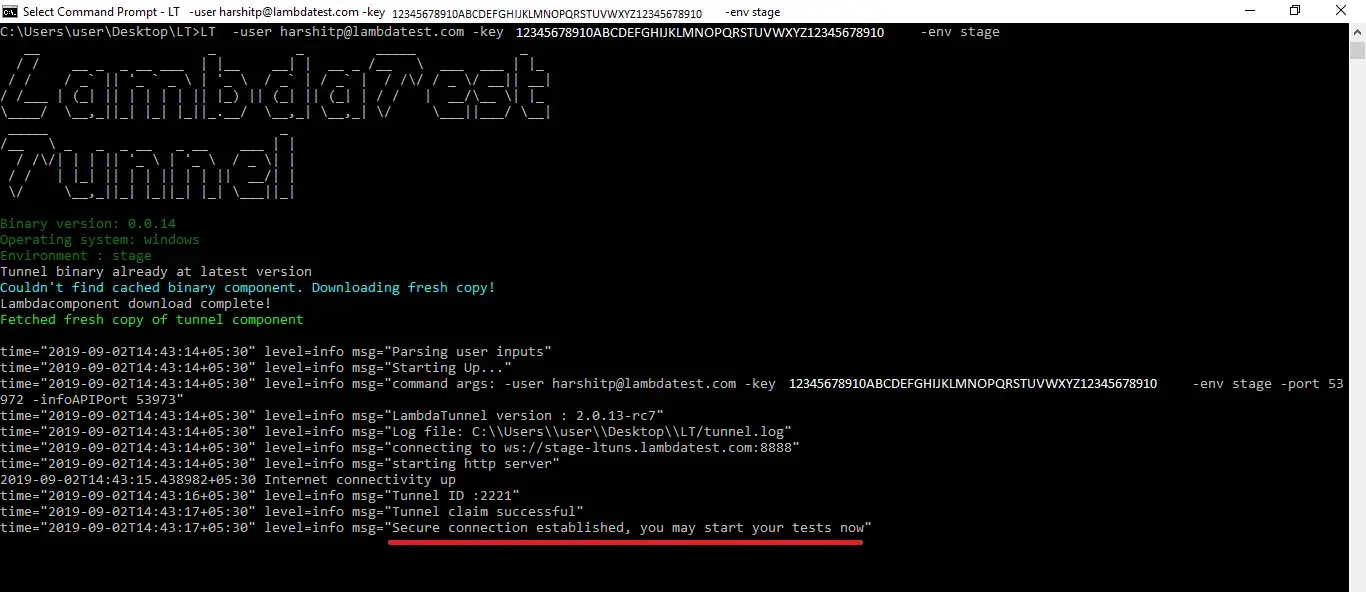 Select Command Prompt - LT -user harshitp@lambdatest.com -key 12345678910ABCDEFGHIJKLMNOPQRSTUVWXYZ12345678910 -env stage
C:\Users\user\Desktop\LT>LT -user harshitp@lambdatest.com -key 12345678910ABCDEFGHIJKLMNOPQRSTUVWXYZ12345678910 -env stage
LambdaTest
Tunnel
Binary version: 0.0.14
Operating system: windows
Environment : stage
Tunnel binary already at latest version
Couldn't find cached binary component. Downloading fresh copy!
Lambdacomponent download complete!
Fetched fresh copy of tunnel component
time="2019-09-02T14:43:14+05:30" level=info msg="Parsing user inputs"
time="2019-09-02T14:43:14+05:30" level=info msg="Starting Up..."
time="2019-09-02T14:43:14+05:30" level=info msg="command args: -user harshitp@lambdatest.com -key 12345678910ABCDEFGHIJKLMNOPQRSTUVWXYZ12345678910 -env stage -port 53
972 -infoAPIPort 53973"
time="2019-09-02T14:43:14+05:30" level=info msg="LambdaTunnel version : 2.0.13-rc7"
time="2019-09-02T14:43:14+05:30" level=info msg="Log file: C:\\Users\\user\\Desktop\\LT/tunnel.log"
time="2019-09-02T14:43:14+05:30" level=info msg="connecting to ws://stage-ltuns.lambdatest.com:8888"
time="2019-09-02T14:43:14+05:30" level=info msg="starting http server"
2019-09-02T14:43:15.438982+05:30 Internet connectivity up
time="2019-09-02T14:43:16+05:30" level=info msg="Tunnel ID :2221"
time="2019-09-02T14:43:17+05:30" level=info msg="Tunnel claim successful"
time="2019-09-02T14:43:17+05:30" level=info msg="Secure connection established, you may start your tests now"